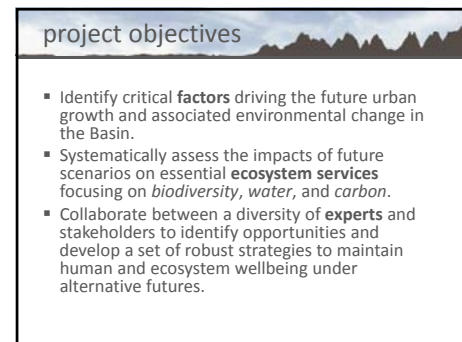 project objectives
▪ Identify critical factors driving the future urban
growth and associated environmental change in
the Basin.
▪ Systematically assess the impacts of future
scenarios on essential ecosystem services
focusing on biodiversity, water, and carbon.
▪ Collaborate between a diversity of experts and
stakeholders to identify opportunities and
develop a set of robust strategies to maintain
human and ecosystem wellbeing under
alternative futures.